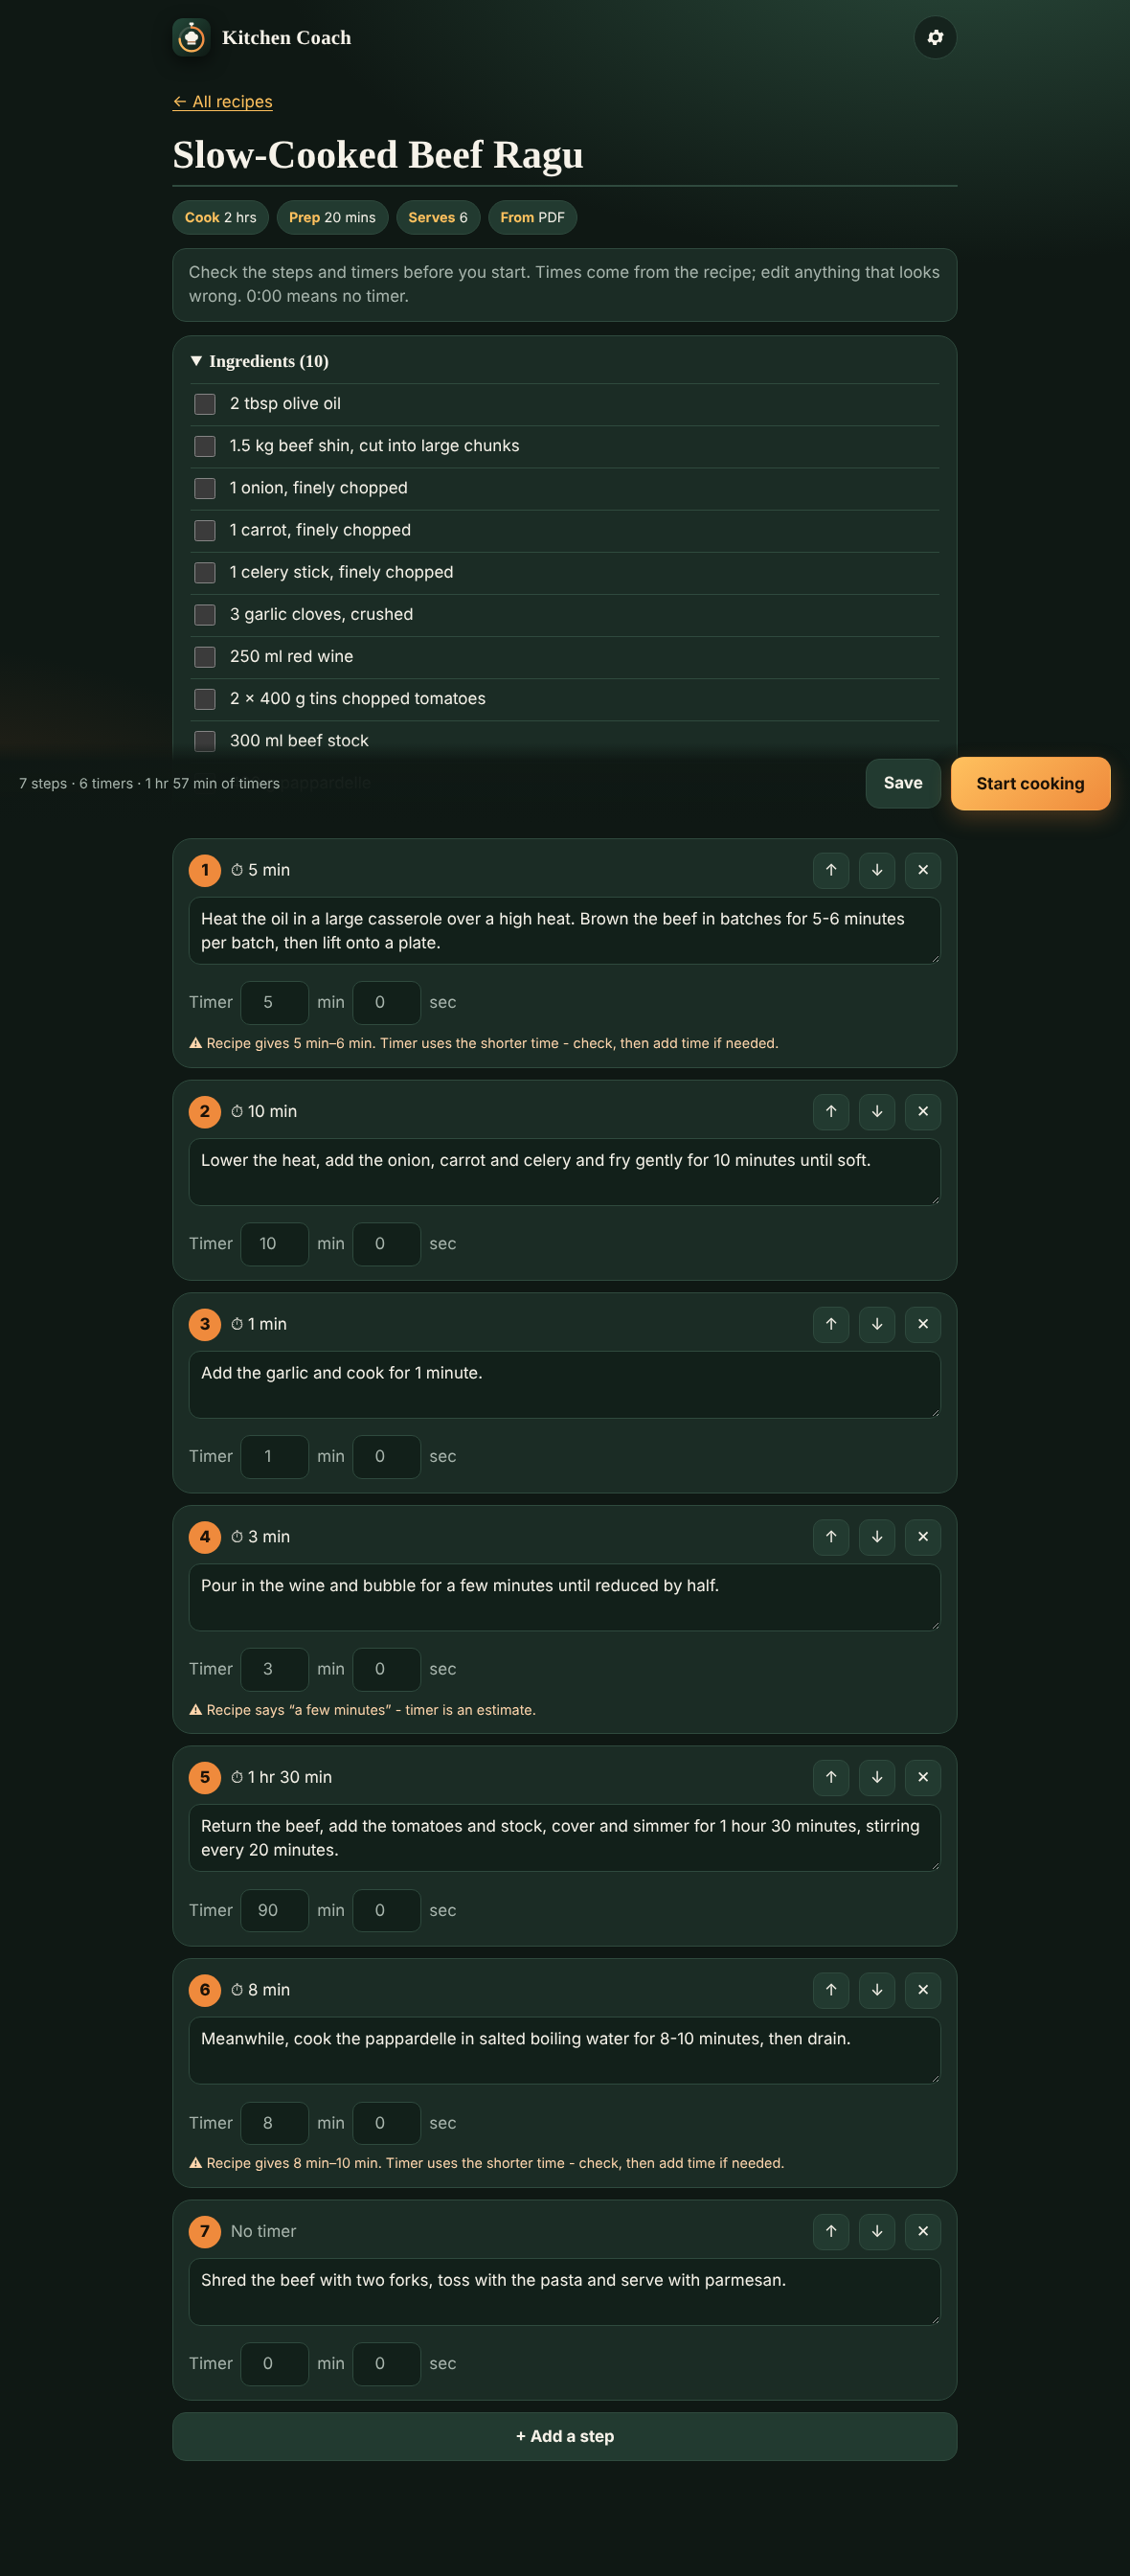 Kitchen Coach
← All recipes
Slow-Cooked Beef Ragu
Cook 2 hrs
Prep 20 mins
Serves 6
From PDF
Check the steps and timers before you start. Times come from the recipe; edit anything that looks
wrong. 0:00 means no timer.
▼ Ingredients (10)
2 tbsp olive oil
1.5 kg beef shin, cut into large chunks
1 onion, finely chopped
1 carrot, finely chopped
1 celery stick, finely chopped
3 garlic cloves, crushed
250 ml red wine
2 × 400 g tins chopped tomatoes
300 ml beef stock
pappardelle
7 steps · 6 timers · 1 hr 57 min of timers
Save
Start cooking
1 ⏱ 5 min ↑ ↓ ✕
Heat the oil in a large casserole over a high heat. Brown the beef in batches for 5-6 minutes
per batch, then lift onto a plate.
Timer 5 min 0 sec
⚠ Recipe gives 5 min–6 min. Timer uses the shorter time - check, then add time if needed.
2 ⏱ 10 min ↑ ↓ ✕
Lower the heat, add the onion, carrot and celery and fry gently for 10 minutes until soft.
Timer 10 min 0 sec
3 ⏱ 1 min ↑ ↓ ✕
Add the garlic and cook for 1 minute.
Timer 1 min 0 sec
4 ⏱ 3 min ↑ ↓ ✕
Pour in the wine and bubble for a few minutes until reduced by half.
Timer 3 min 0 sec
⚠ Recipe says “a few minutes” - timer is an estimate.
5 ⏱ 1 hr 30 min ↑ ↓ ✕
Return the beef, add the tomatoes and stock, cover and simmer for 1 hour 30 minutes, stirring
every 20 minutes.
Timer 90 min 0 sec
6 ⏱ 8 min ↑ ↓ ✕
Meanwhile, cook the pappardelle in salted boiling water for 8-10 minutes, then drain.
Timer 8 min 0 sec
⚠ Recipe gives 8 min–10 min. Timer uses the shorter time - check, then add time if needed.
7 No timer ↑ ↓ ✕
Shred the beef with two forks, toss with the pasta and serve with parmesan.
Timer 0 min 0 sec
+ Add a step